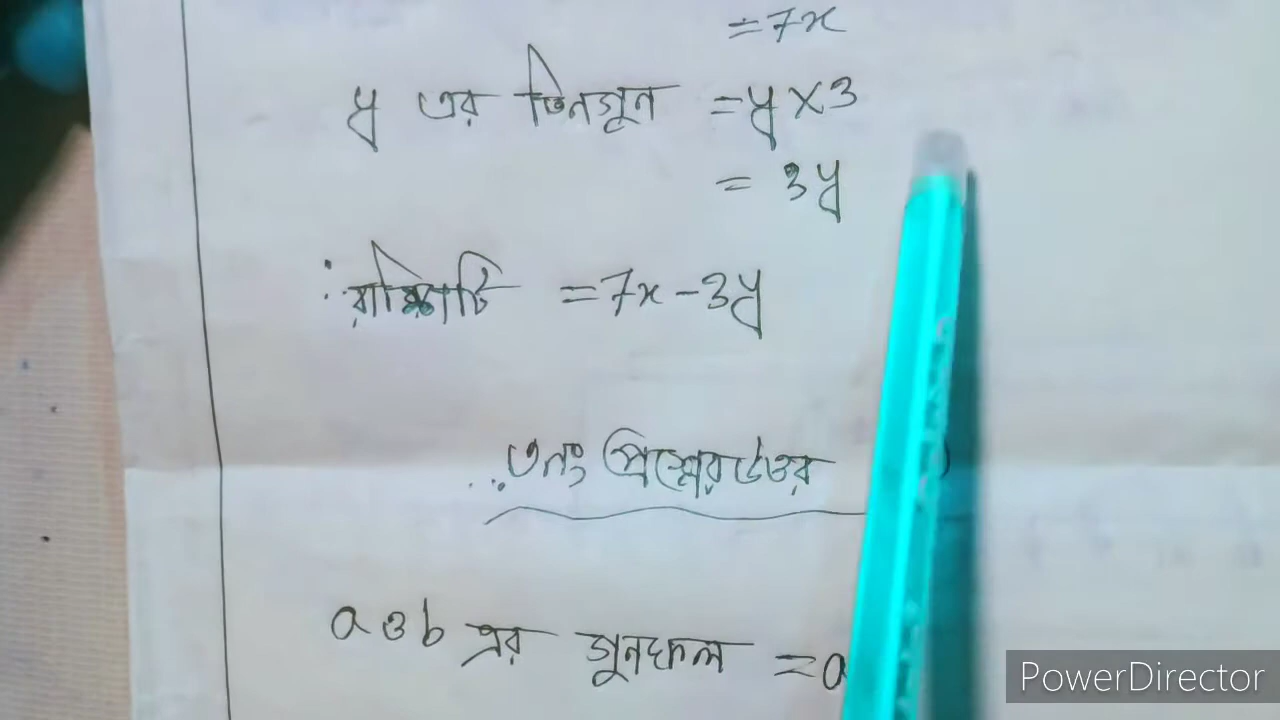 =7x
y এর তিনগুন =y×3
= 3y
∴ রাশিটি =7x-3y
৩নং প্রশ্নের উত্তর
a ও b এর গুনফল =a
PowerDirector